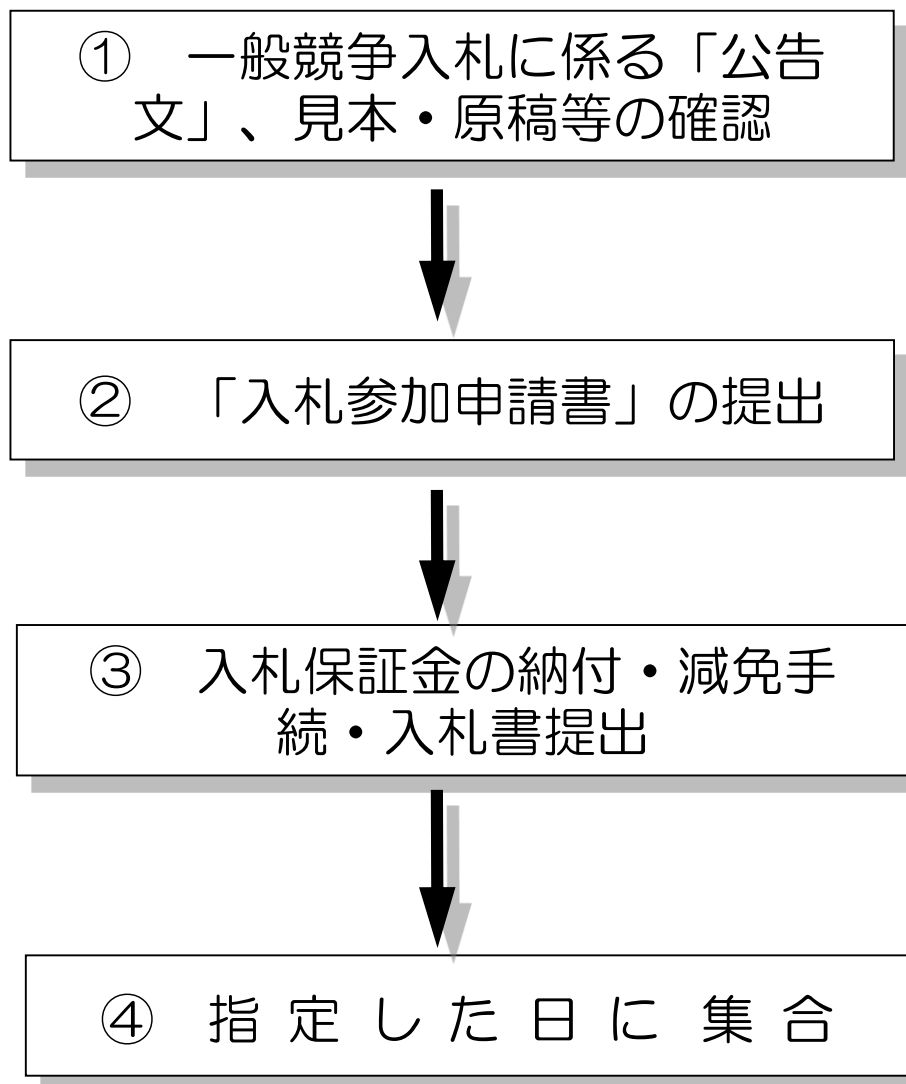 ① 一般競争入札に係る「公告
文」、見本・原稿等の確認
② 「入札参加申請書」の提出
③ 入札保証金の納付・減免手
続・入札書提出
④ 指定した日に集合